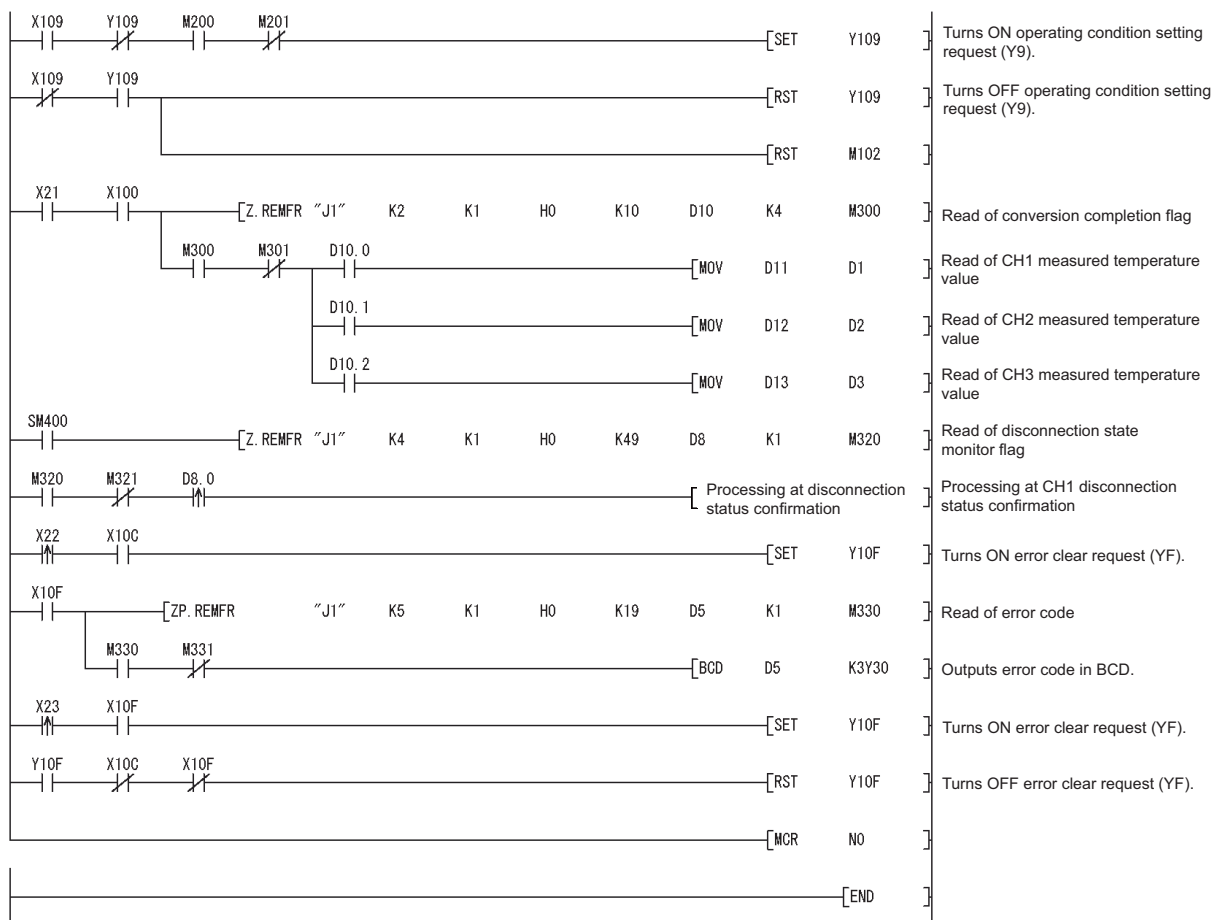 X109 Y109 M200 M201
SET Y109
Turns ON operating condition setting
request (Y9).
X109 Y109
RST Y109
Turns OFF operating condition setting
request (Y9).
RST M102
X21 X100
Z.REMFR "J1" K2 K1 H0 K10 D10 K4 M300
Read of conversion completion flag
M300 M301 D10.0
MOV D11 D1
Read of CH1 measured temperature
value
D10.1
MOV D12 D2
Read of CH2 measured temperature
value
D10.2
MOV D13 D3
Read of CH3 measured temperature
value
SM400
Z.REMFR "J1" K4 K1 H0 K49 D8 K1 M320
Read of disconnection state
monitor flag
M320 M321 D8.0
Processing at disconnection
status confirmation
Processing at CH1 disconnection
status confirmation
X22 X10C
SET Y10F
Turns ON error clear request (YF).
X10F
ZP.REMFR "J1" K5 K1 H0 K19 D5 K1 M330
Read of error code
M330 M331
BCD D5 K3Y30
Outputs error code in BCD.
X23 X10F
SET Y10F
Turns ON error clear request (YF).
Y10F X10C X10F
RST Y10F
Turns OFF error clear request (YF).
MCR N0
END